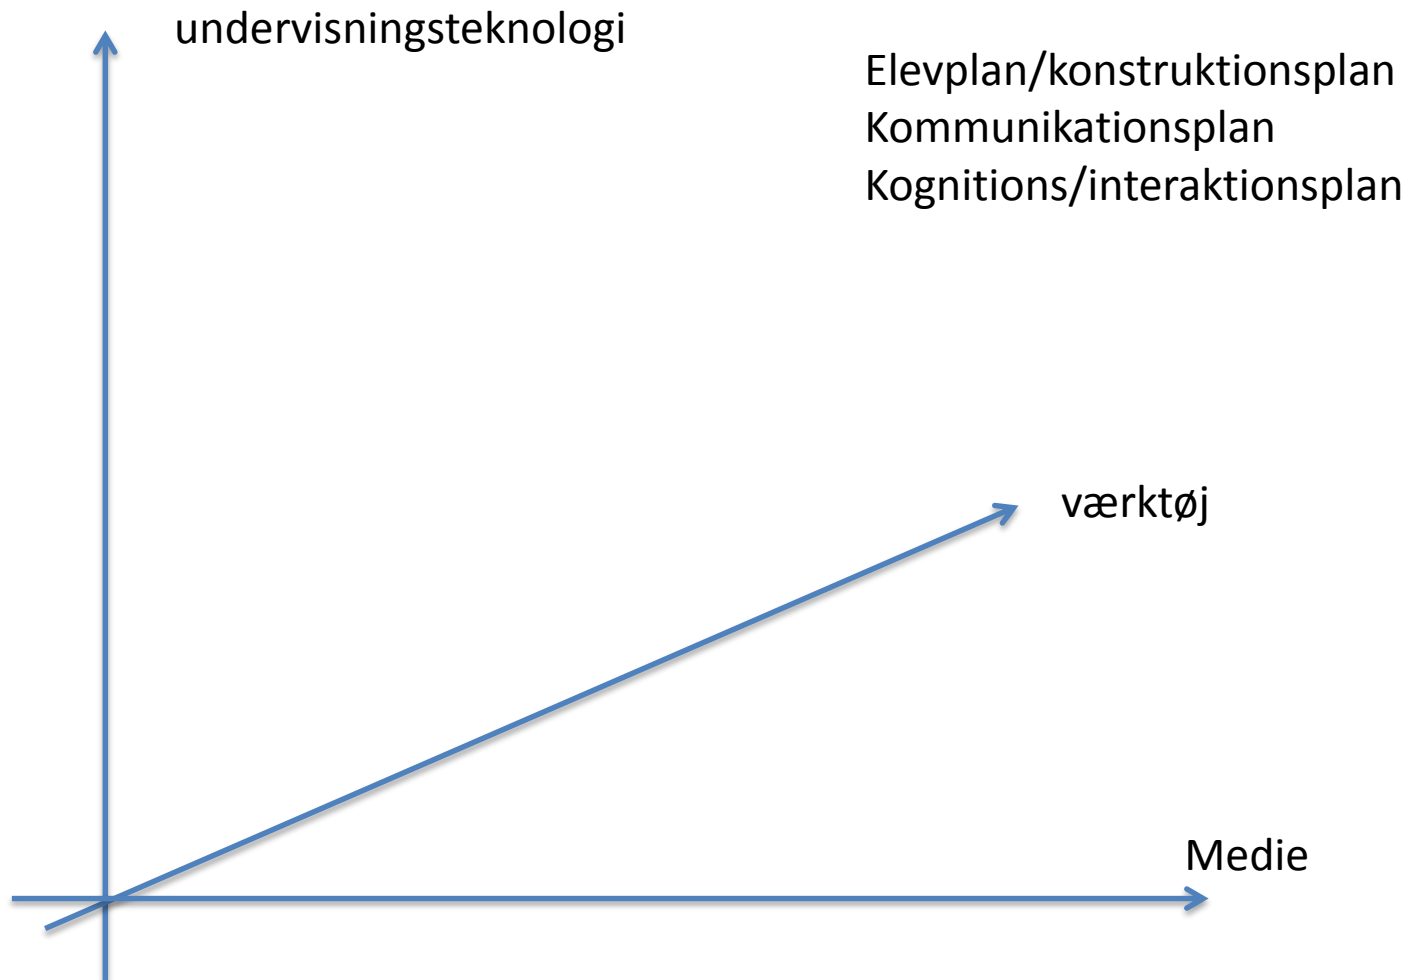 undervisningsteknologi
Elevplan/konstruktionsplan
Kommunikationsplan
Kognitions/interaktionsplan
værktøj
Medie